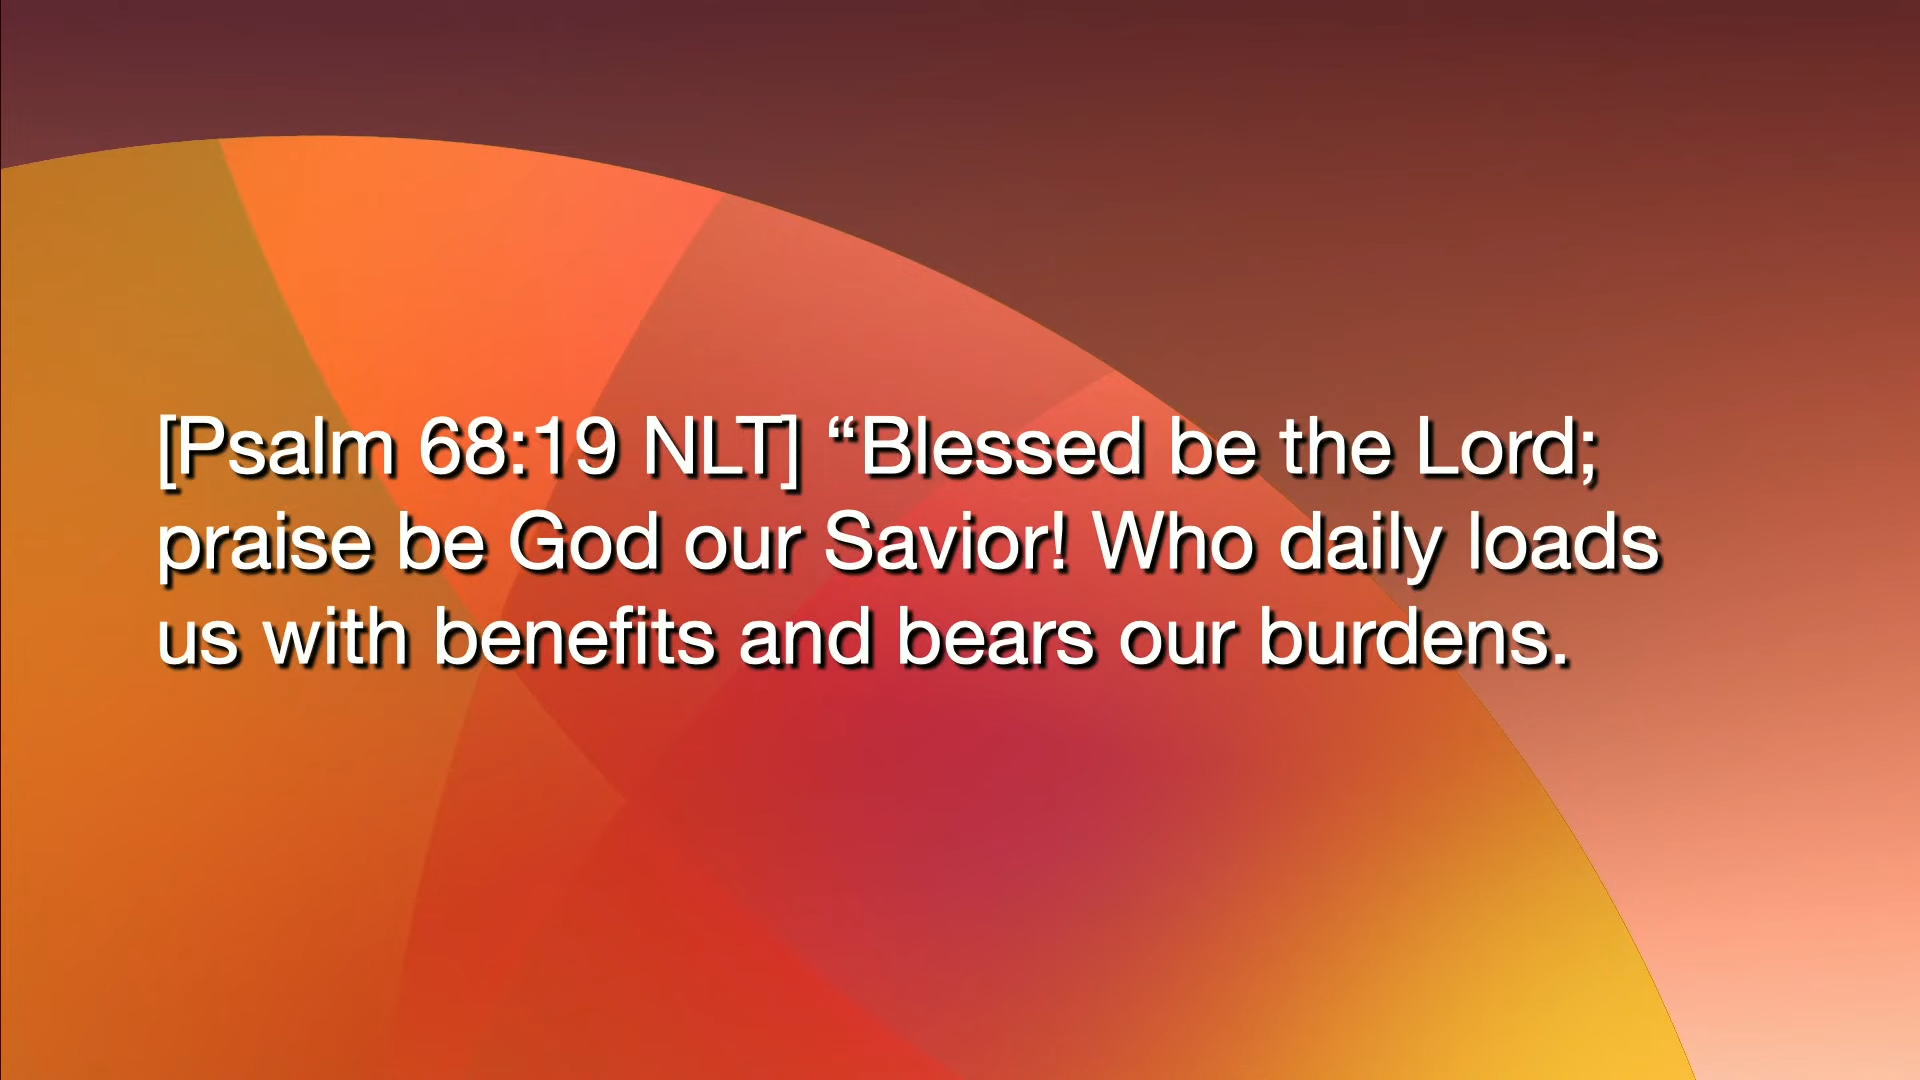 [Psalm 68:19 NLT] “Blessed be the Lord;
praise be God our Savior! Who daily loads
us with benefits and bears our burdens.